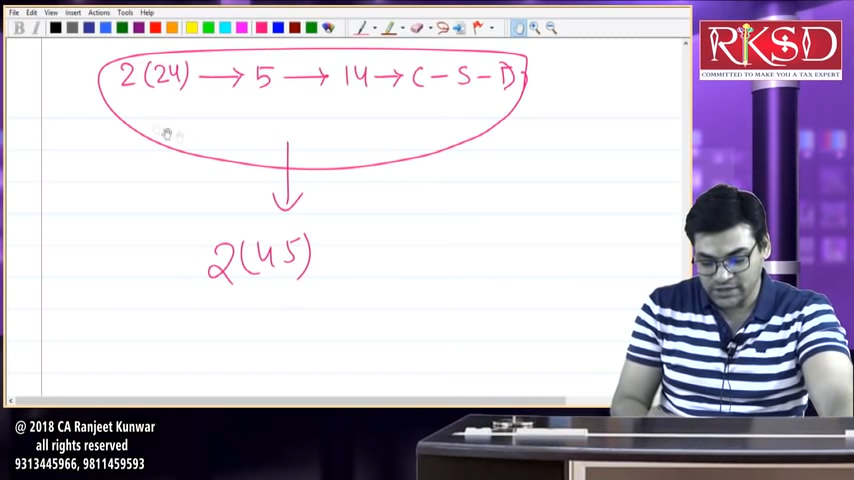 File Edit View Insert Actions Tools Help
B I
2(24) → 5 → 14 → C - S - D
2(45)
RKSD
COMMITTED TO MAKE YOU A TAX EXPERT
@ 2018 CA Ranjeet Kunwar
all rights reserved
9313445966, 9811459593